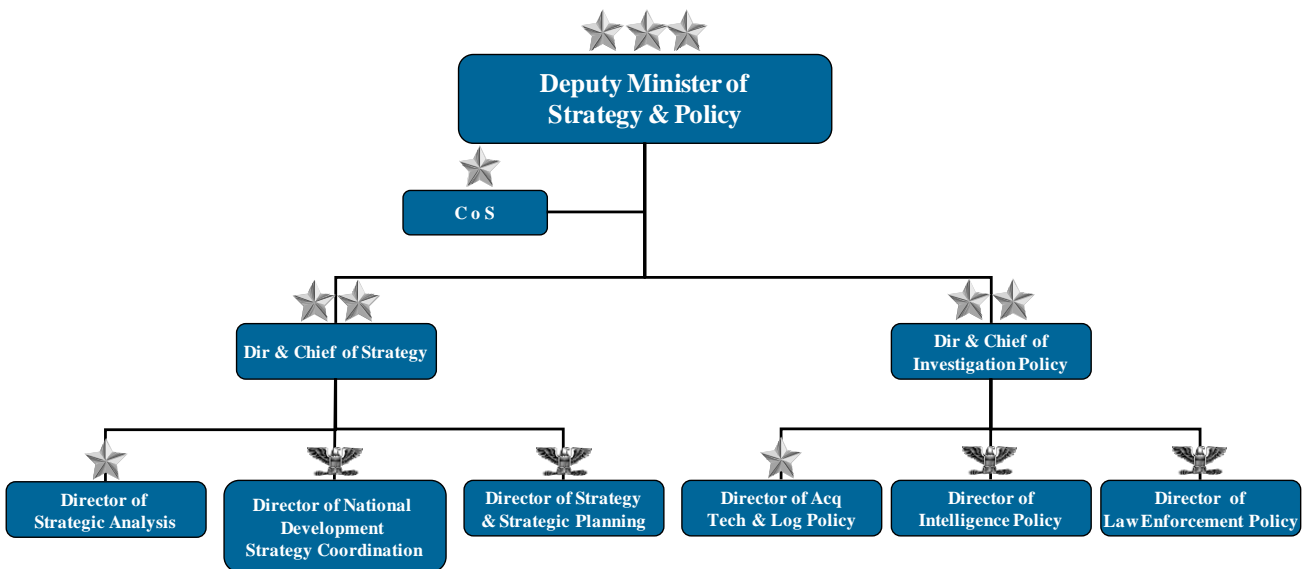 Deputy Minister of
Strategy & Policy
CoS
Dir & Chief of Strategy
Dir & Chief of
Investigation Policy
Director of
Strategic Analysis
Director of National
Development
Strategy Coordination
Director of Strategy
& Strategic Planning
Director of Acq
Tech & Log Policy
Director of
Intelligence Policy
Director of
Law Enforcement Policy